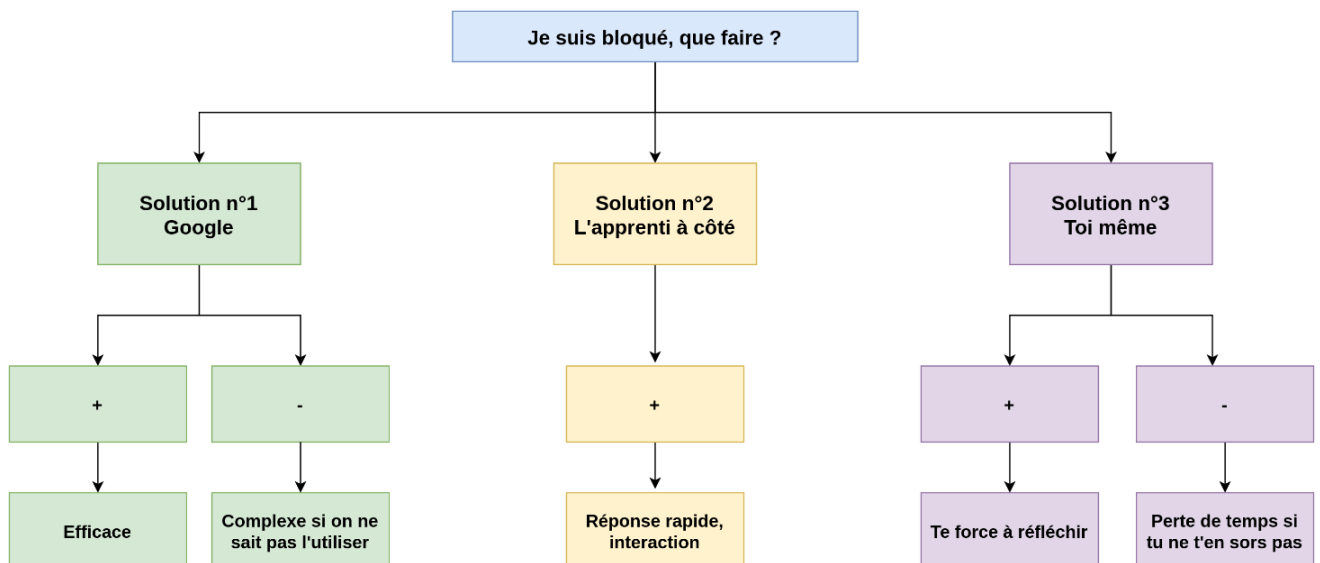 Je suis bloqué, que faire ?
Solution n°1
Google
Solution n°2
L'apprenti à côté
Solution n°3
Toi même
+
-
+
+
-
Efficace
Complexe si on ne
sait pas l'utiliser
Réponse rapide,
interaction
Te force à réfléchir
Perte de temps si
tu ne t'en sors pas